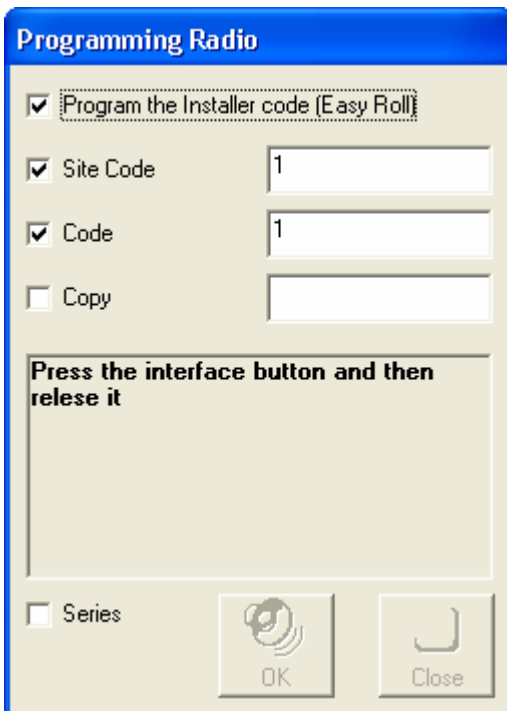 Programming Radio
Program the Installer code (Easy Roll)
Site Code 1
Code 1
Copy
Press the interface button and then
relese it
Series
OK
Close